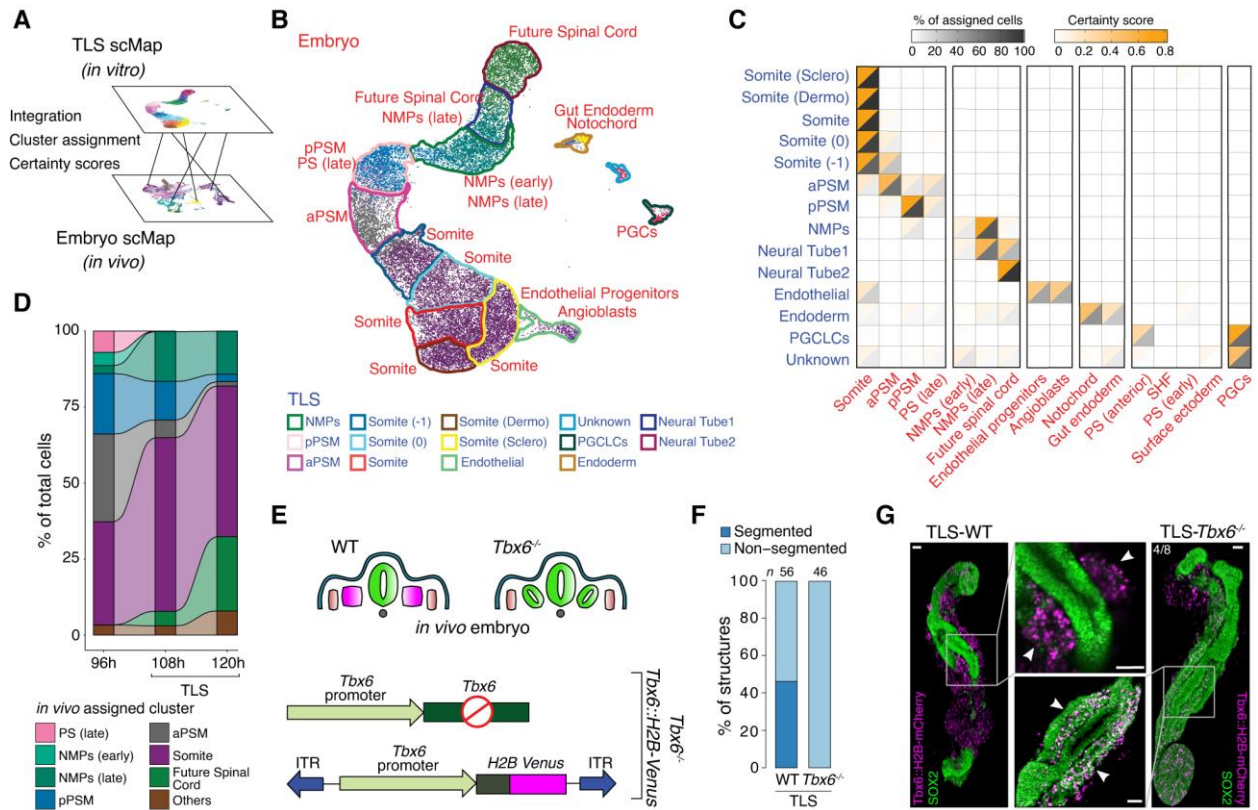 A
TLS scMap
(in vitro)
Integration
Cluster assignment
Certainty scores
Embryo scMap
(in vivo)
B
Embryo
Future Spinal Cord
Future Spinal Cord
NMPs (late)
Gut Endoderm
Notochord
pPSM
PS (late)
NMPs (early)
NMPs (late)
PGCs
aPSM
Somite
Somite
Somite
Somite
Somite
Endothelial Progenitors
Angioblasts
TLS
NMPs
Somite (-1)
Somite (Dermo)
Unknown
Neural Tube1
pPSM
Somite (0)
Somite (Sclero)
PGCLCs
Neural Tube2
aPSM
Somite
Endothelial
Endoderm
C
% of assigned cells
0 20 40 60 80 100
Certainty score
0 0.2 0.4 0.6 0.8
Somite (Sclero)
Somite (Dermo)
Somite
Somite (0)
Somite (-1)
aPSM
pPSM
NMPs
Neural Tube1
Neural Tube2
Endothelial
Endoderm
PGCLCs
Unknown
Somite
aPSM
pPSM
PS (late)
NMPs (early)
NMPs (late)
Future spinal cord
Endothelial progenitors
Angioblasts
Notochord
Gut endoderm
PS (anterior)
SHF
PS (early)
Surface ectoderm
PGCs
D
% of total cells
100
75
50
25
0
96h
108h
120h
TLS
in vivo assigned cluster
PS (late)
aPSM
NMPs (early)
Somite
NMPs (late)
Future Spinal
Cord
pPSM
Others
E
WT
Tbx6-/-
in vivo embryo
Tbx6
promoter
Tbx6
ITR
Tbx6
promoter
H2B Venus
ITR
Tbx6-/-
Tbx6::H2B-Venus
F
Segmented
Non-segmented
n 56 46
% of structures
100
80
60
40
20
0
WT Tbx6-/-
TLS
G
TLS-WT
TLS-Tbx6-/-
4/8
Tbx6::H2B-mCherry
SOX2
Tbx6::H2B-mCherry
SOX2